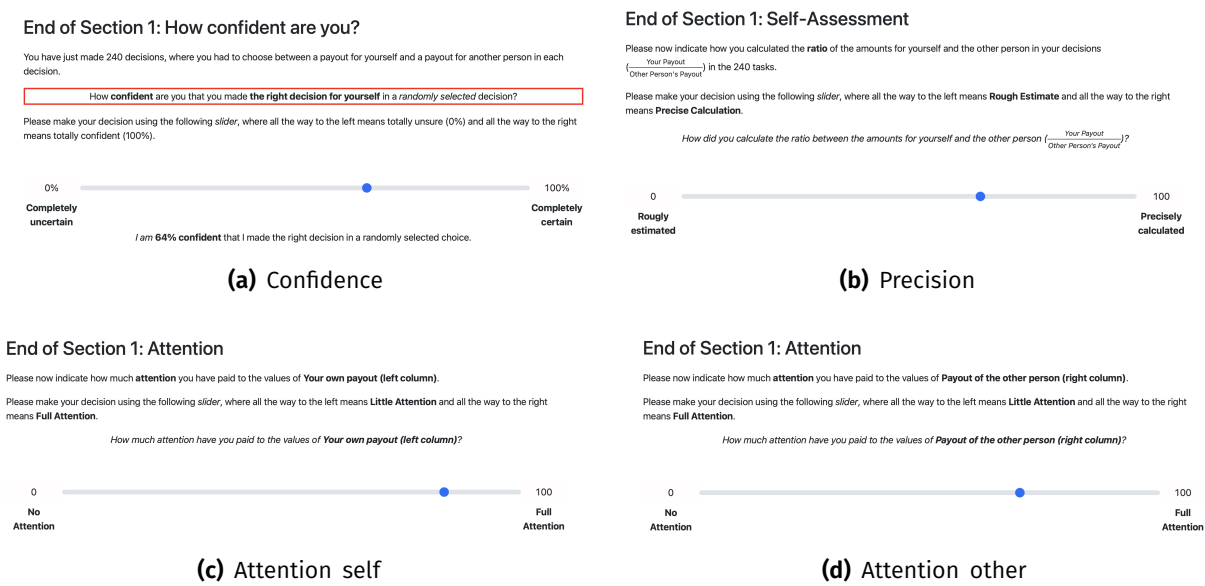 End of Section 1: How confident are you?
You have just made 240 decisions, where you had to choose between a payout for yourself and a payout for another person in each
decision.
How confident are you that you made the right decision for yourself in a randomly selected decision?
Please make your decision using the following slider, where all the way to the left means totally unsure (0%) and all the way to the right
means totally confident (100%).
0%
100%
Completely
uncertain
Completely
certain
I am 64% confident that I made the right decision in a randomly selected choice.
(a) Confidence
End of Section 1: Self-Assessment
Please now indicate how you calculated the ratio of the amounts for yourself and the other person in your decisions
(Your Payout / Other Person's Payout) in the 240 tasks.
Please make your decision using the following slider, where all the way to the left means Rough Estimate and all the way to the right
means Precise Calculation.
How did you calculate the ratio between the amounts for yourself and the other person (Your Payout / Other Person's Payout)?
0
100
Rougly
estimated
Precisely
calculated
(b) Precision
End of Section 1: Attention
Please now indicate how much attention you have paid to the values of Your own payout (left column).
Please make your decision using the following slider, where all the way to the left means Little Attention and all the way to the right
means Full Attention.
How much attention have you paid to the values of Your own payout (left column)?
0
100
No
Attention
Full
Attention
(c) Attention self
End of Section 1: Attention
Please now indicate how much attention you have paid to the values of Payout of the other person (right column).
Please make your decision using the following slider, where all the way to the left means Little Attention and all the way to the right
means Full Attention.
How much attention have you paid to the values of Payout of the other person (right column)?
0
100
No
Attention
Full
Attention
(d) Attention other